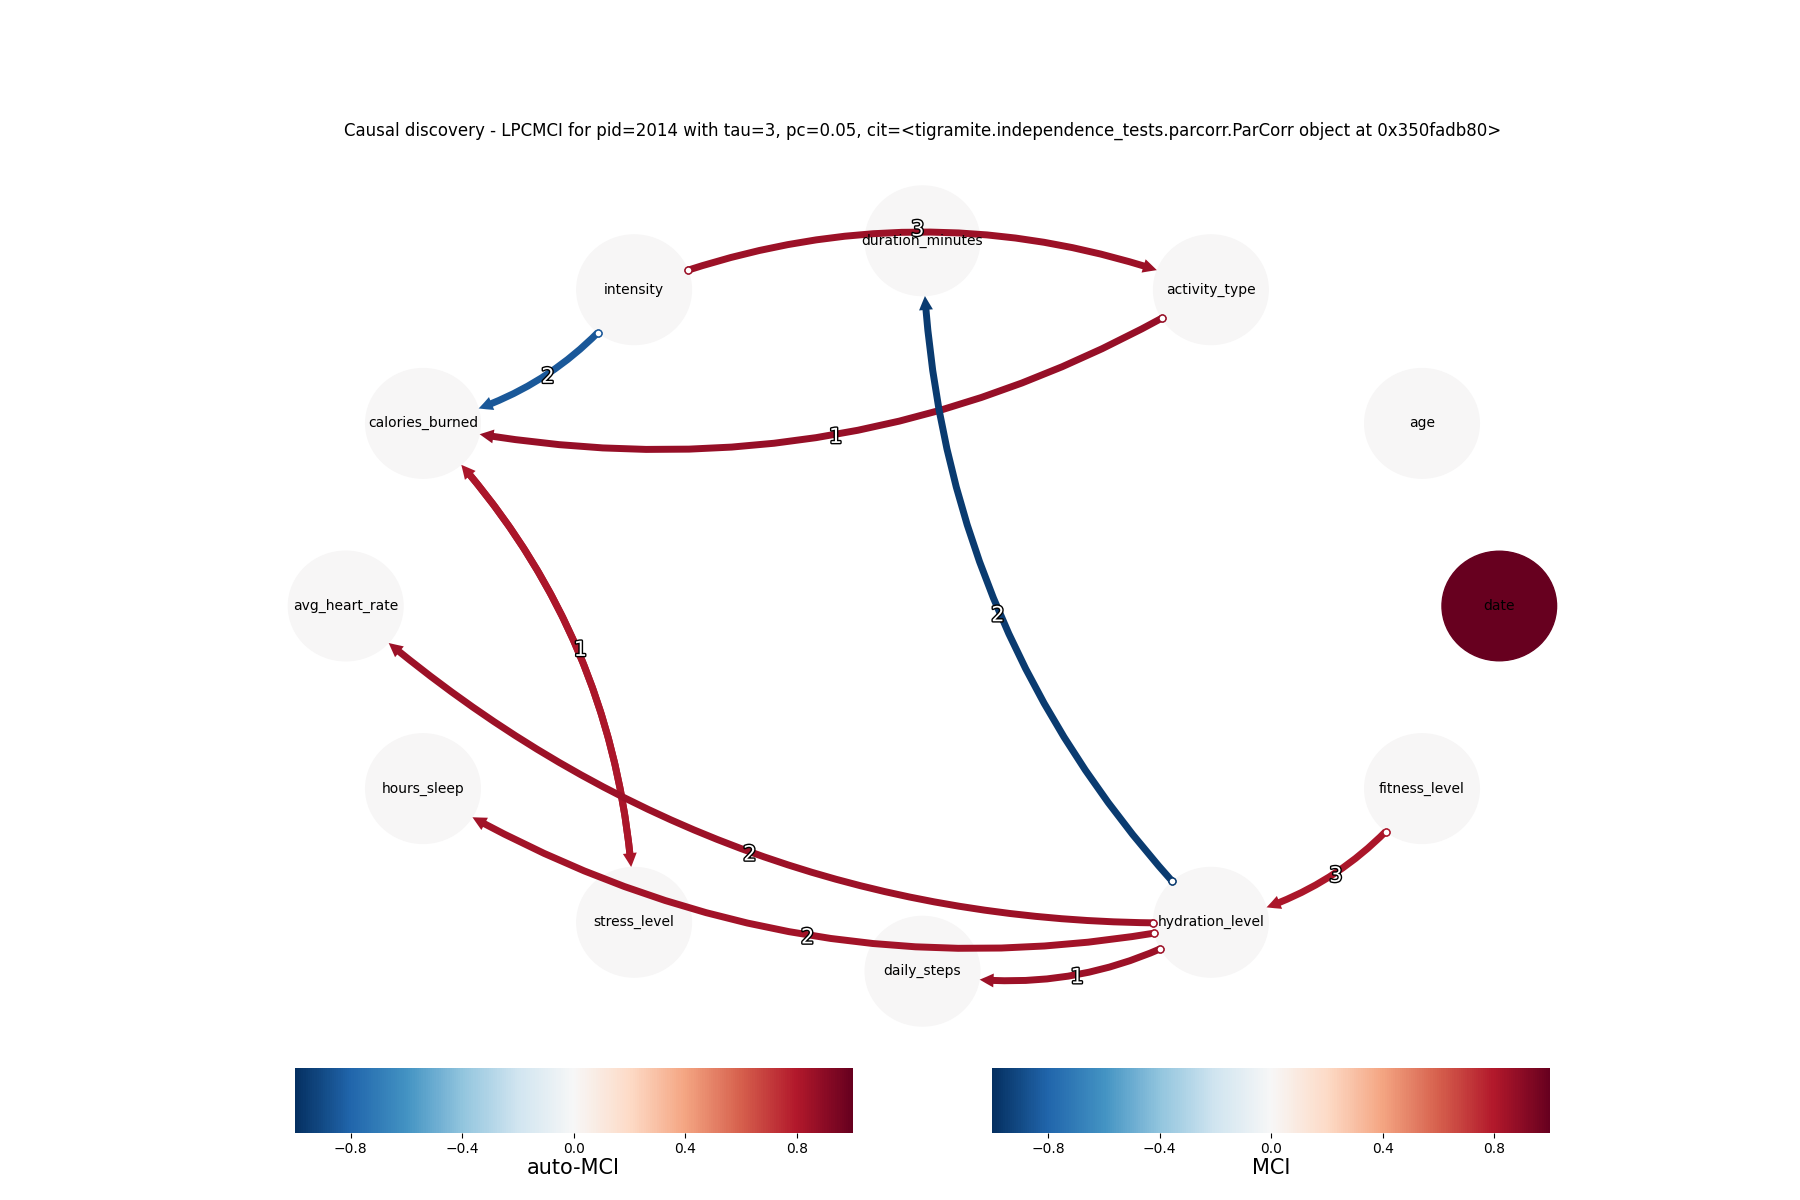 Causal discovery - LPCMCI for pid=2014 with tau=3, pc=0.05, cit=<tigramite.independence_tests.parcorr.ParCorr object at 0x350fadb80>
3
duration_minutes
intensity
activity_type
2
calories_burned
1
age
avg_heart_rate
date
2
1
hours_sleep
fitness_level
2
3
stress_level
2
hydration_level
daily_steps
1
−0.8 −0.4 0.0 0.4 0.8
auto-MCI
−0.8 −0.4 0.0 0.4 0.8
MCI